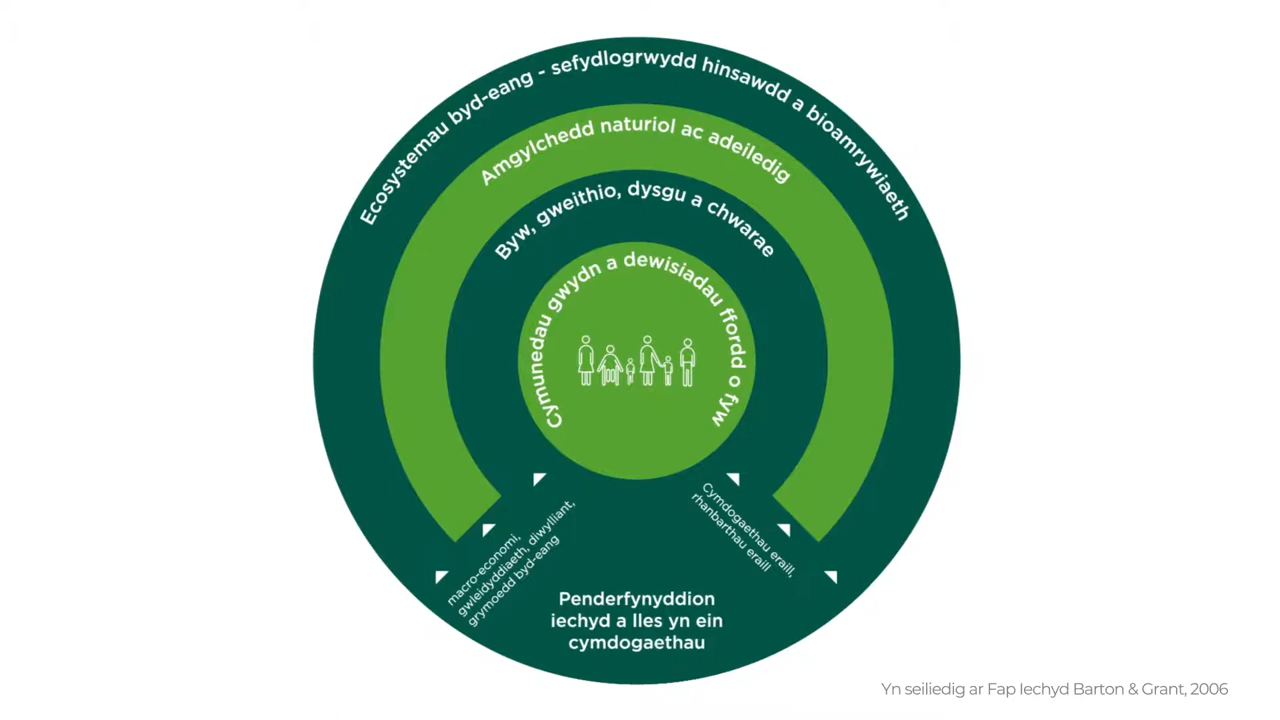 Ecosystemau byd-eang - sefydlogrwydd hinsawdd a bioamrywiaeth
Amgylchedd naturiol ac adeiledig
Byw, gweithio, dysgu a chwarae
Cymunedau gwydn a dewisiadau ffordd o fyw
macro-economi,
gwleidyddiaeth, diwylliant,
grymoedd byd-eang
Cymdogaethau eraill,
rhanbarthau eraill
Penderfynyddion
iechyd a lles yn ein
cymdogaethau
Yn seiliedig ar Fap Iechyd Barton & Grant, 2006